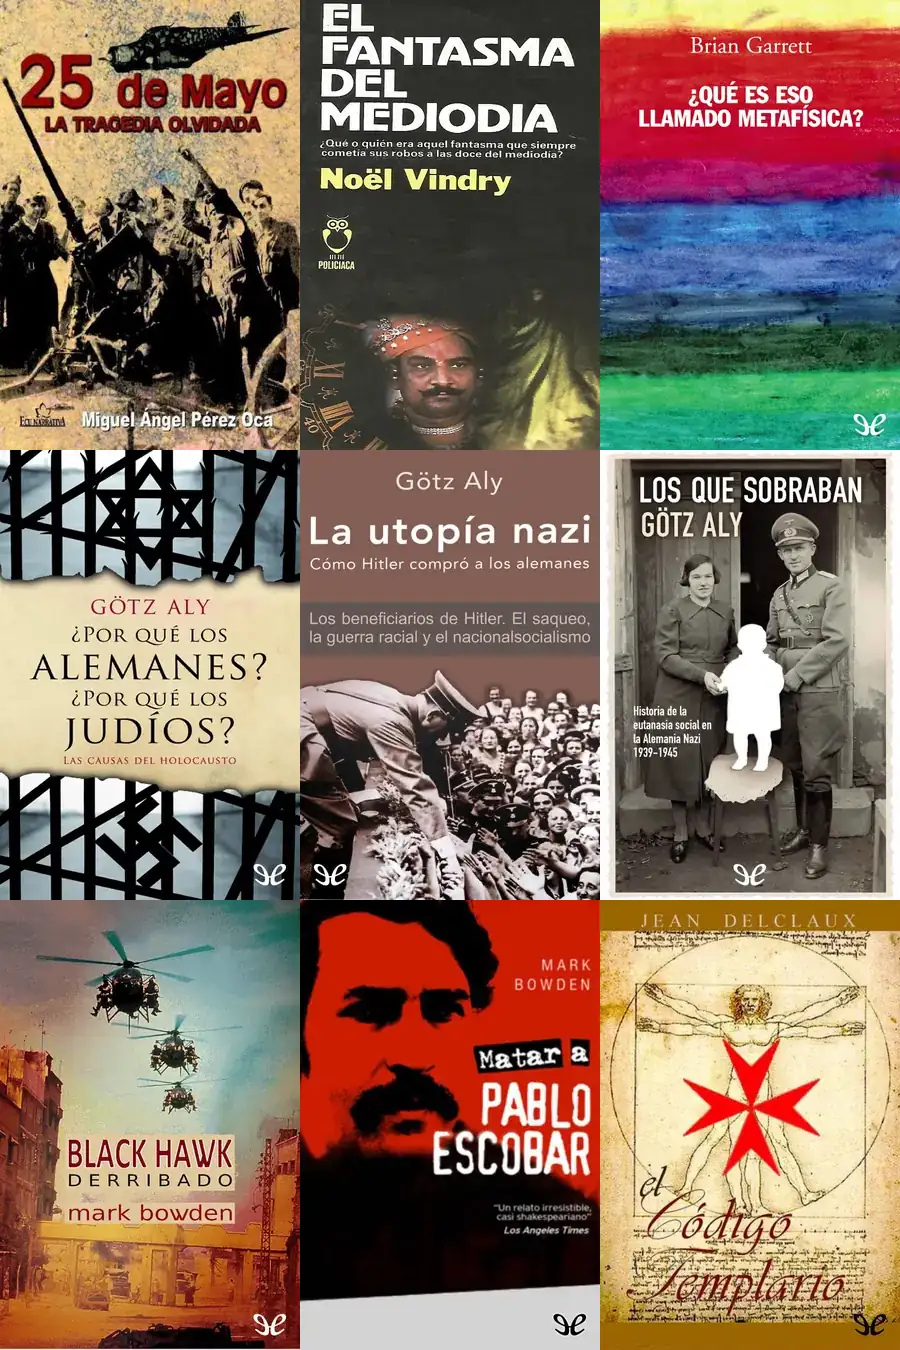 25 de Mayo
LA TRAGEDIA OLVIDADA
ECU NARRATIVA
Miguel Ángel Pérez Oca
EL
FANTASMA
DEL
MEDIODIA
¿Qué o quién era aquel fantasma que siempre
cometía sus robos a las doce del mediodía?
Noël Vindry
POLICIACA
Brian Garrett
¿QUÉ ES ESO
LLAMADO METAFÍSICA?
GÖTZ ALY
¿POR QUÉ LOS
ALEMANES?
¿POR QUÉ LOS
JUDÍOS?
LAS CAUSAS DEL HOLOCAUSTO
Götz Aly
La utopía nazi
Cómo Hitler compró a los alemanes
Los beneficiarios de Hitler. El saqueo,
la guerra racial y el nacionalsocialismo
LOS QUE SOBRABAN
GÖTZ ALY
Historia de la
eutanasia social en
la Alemania Nazi
1939-1945
BLACK HAWK
DERRIBADO
mark bowden
MARK
BOWDEN
Matar a
PABLO
ESCOBAR
"Un relato irresistible,
casi shakespeariano"
Los Angeles Times
JEAN DELCLAUX
el
Código
Templario